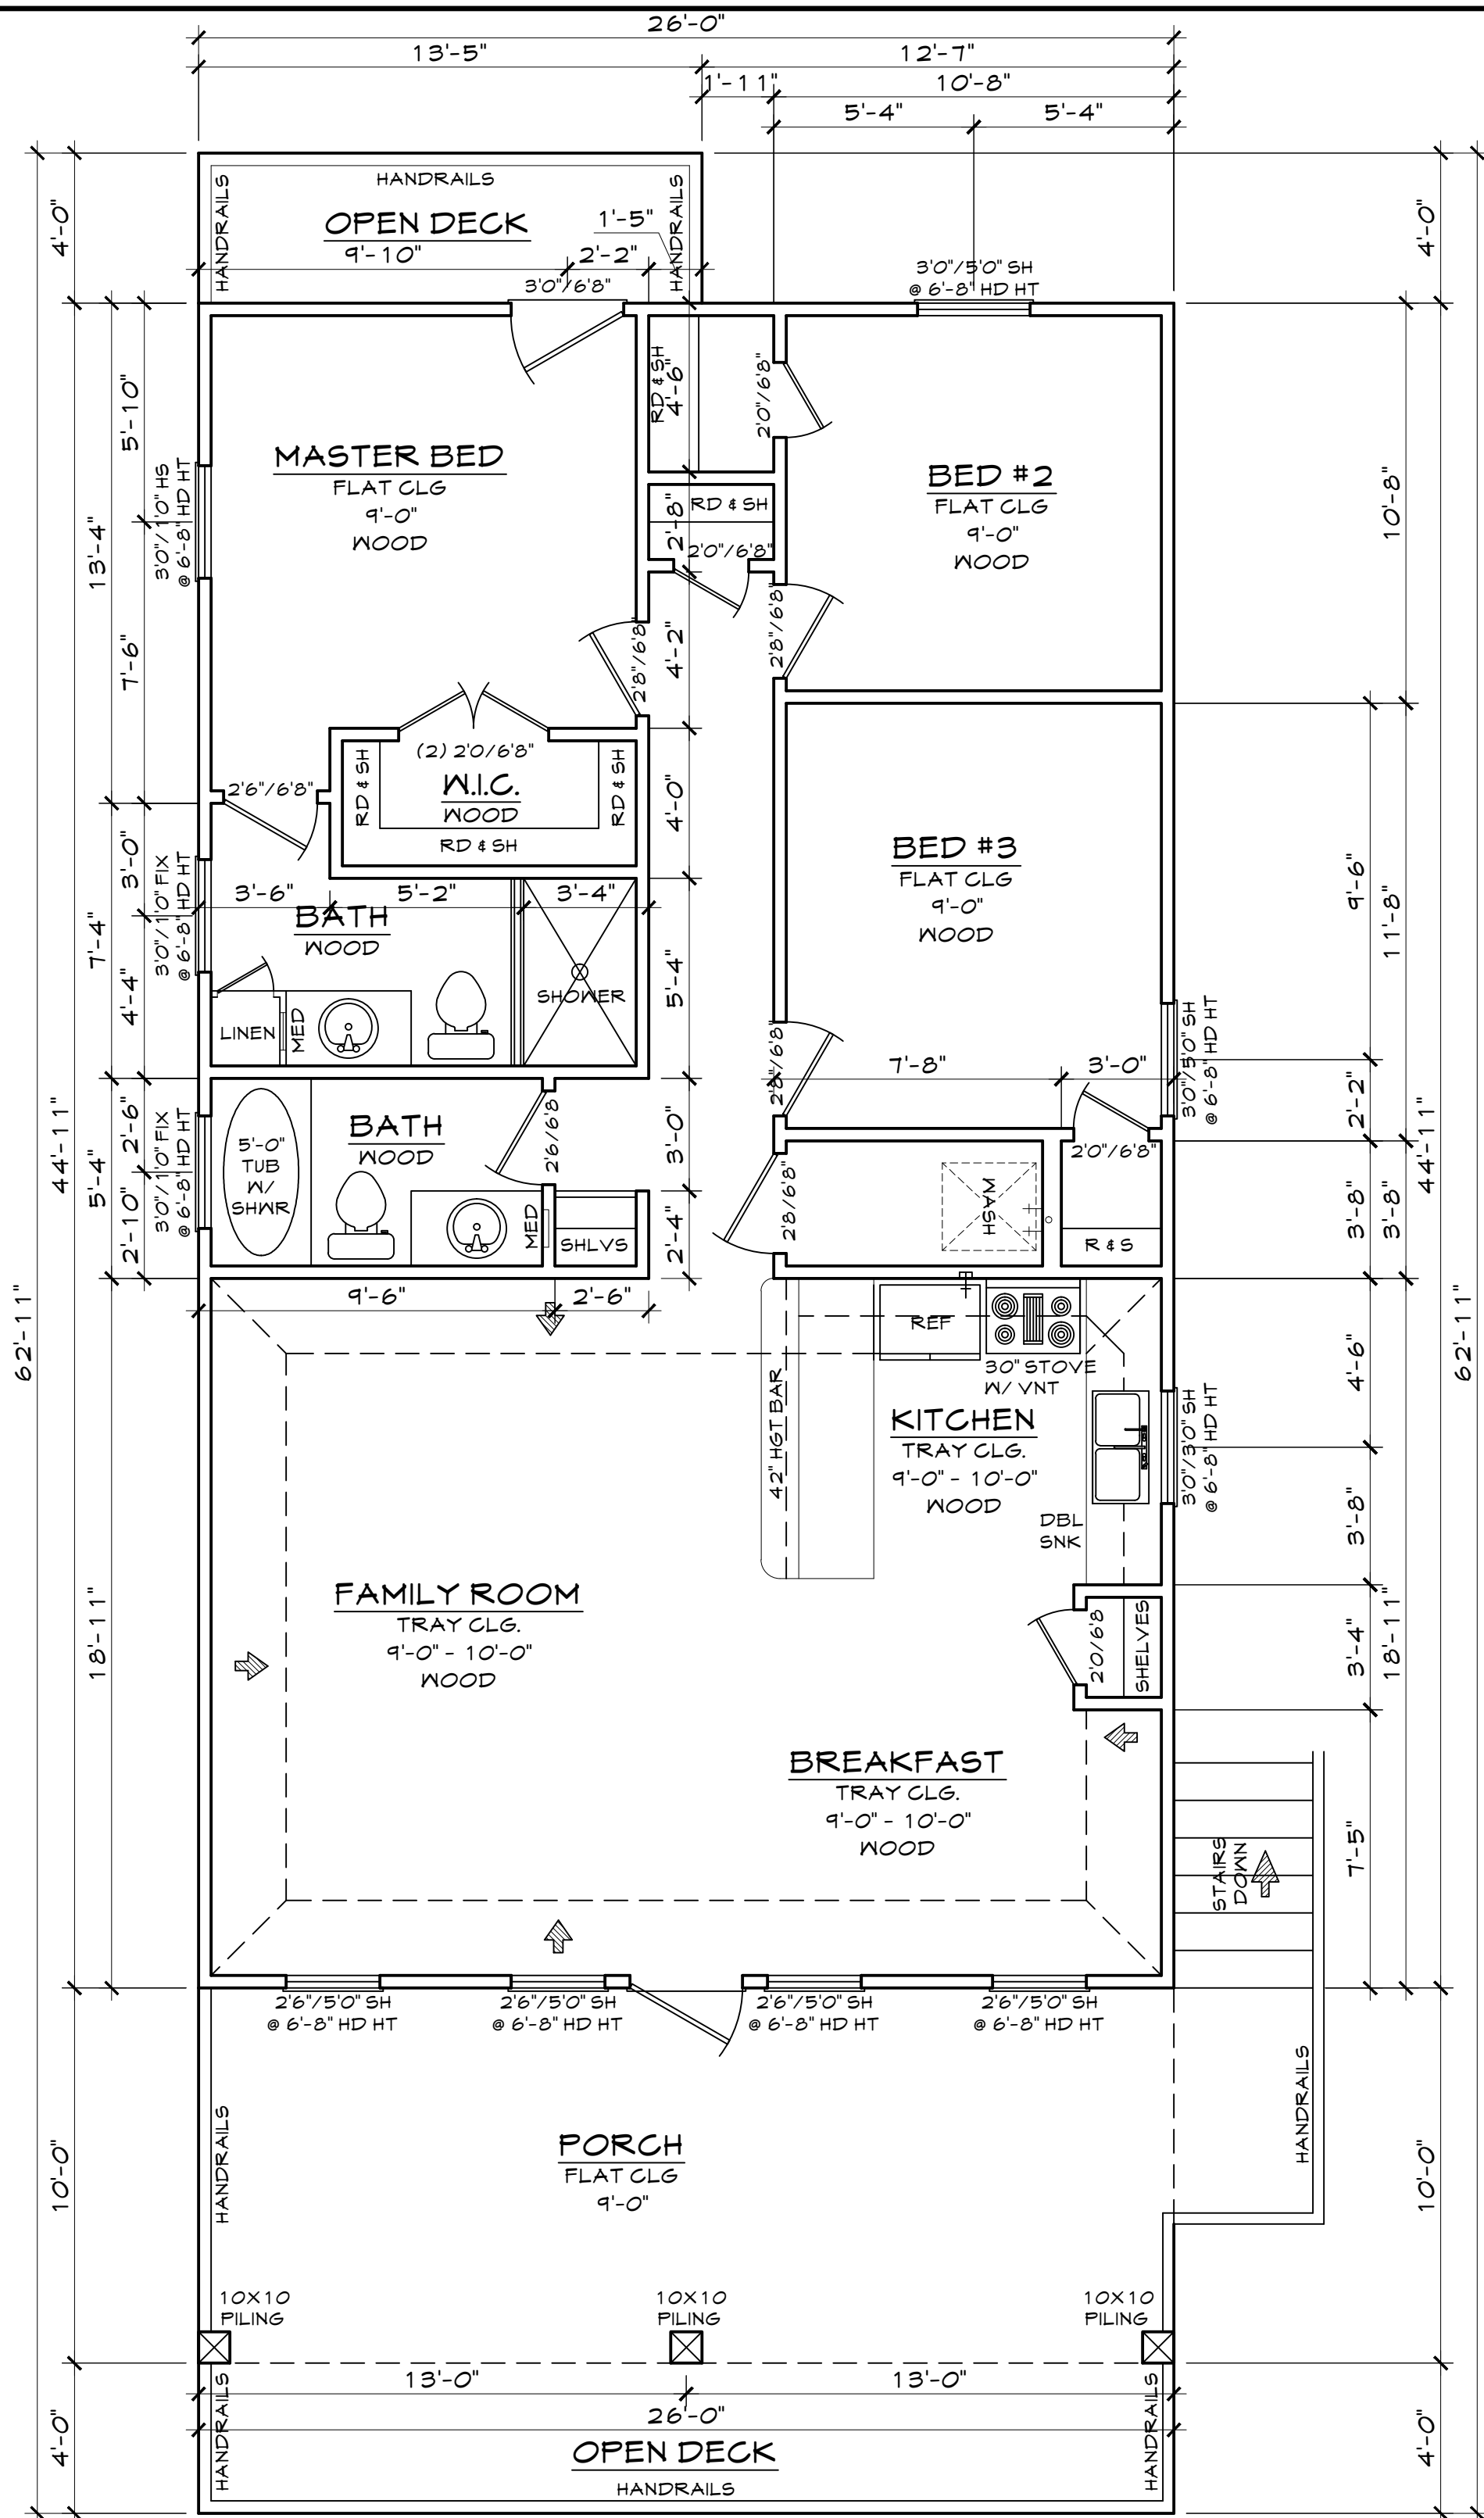 26'-0"
13'-5"
12'-7"
1'-11"
10'-8"
5'-4"
5'-4"
HANDRAILS
HANDRAILS
HANDRAILS
OPEN DECK
1'-5"
9'-10"
2'-2"
3'0"/6'8"
3'0"/5'0" SH
@ 6'-8" HD HT
4'-0"
4'-0"
5'-10"
13'-4"
7'-6"
3'0"/1'0" HS
@ 6'-8" HD HT
MASTER BED
FLAT CLG
9'-0"
WOOD
RD & SH
4'-6"
2'0"/6'8"
RD & SH
2'-8"
2'0"/6'8"
BED #2
FLAT CLG
9'-0"
WOOD
10'-8"
2'8"/6'8"
4'-2"
2'8"/6'8"
(2) 2'0/6'8"
W.I.C.
WOOD
RD & SH
RD & SH
RD & SH
4'-0"
2'6"/6'8"
BED #3
FLAT CLG
9'-0"
WOOD
9'-6"
11'-8"
3'-0"
7'-4"
4'-4"
3'0"/1'0" FIX
@ 6'-8" HD HT
3'-6"
5'-2"
3'-4"
BATH
WOOD
LINEN
MED
SHOWER
5'-4"
2'8"/6'8"
7'-8"
3'-0"
3'0"/5'0" SH
@ 6'-8" HD HT
2'-2"
44'-11"
44'-11"
5'-4"
2'-6"
2'-10"
3'0"/1'0" FIX
@ 6'-8" HD HT
5'-0"
TUB
W/
SHWR
BATH
WOOD
2'6/6'8
MED
SHLVS
3'-0"
2'-4"
2'8/6'8
WASH
2'0"/6'8"
R & S
3'-8"
3'-8"
62'-11"
62'-11"
9'-6"
2'-6"
REF
30" STOVE
W/ VNT
42" HGT BAR
KITCHEN
TRAY CLG.
9'-0" - 10'-0"
WOOD
DBL
SNK
3'0"/3'0" SH
@ 6'-8" HD HT
4'-6"
3'-8"
FAMILY ROOM
TRAY CLG.
9'-0" - 10'-0"
WOOD
18'-11"
2'0/6'8
SHELVES
3'-4"
18'-11"
BREAKFAST
TRAY CLG.
9'-0" - 10'-0"
WOOD
STAIRS
DOWN
7'-5"
2'6"/5'0" SH
@ 6'-8" HD HT
2'6"/5'0" SH
@ 6'-8" HD HT
2'6"/5'0" SH
@ 6'-8" HD HT
2'6"/5'0" SH
@ 6'-8" HD HT
HANDRAILS
HANDRAILS
10'-0"
10'-0"
PORCH
FLAT CLG
9'-0"
10X10
PILING
10X10
PILING
10X10
PILING
13'-0"
13'-0"
26'-0"
HANDRAILS
HANDRAILS
4'-0"
4'-0"
OPEN DECK
HANDRAILS